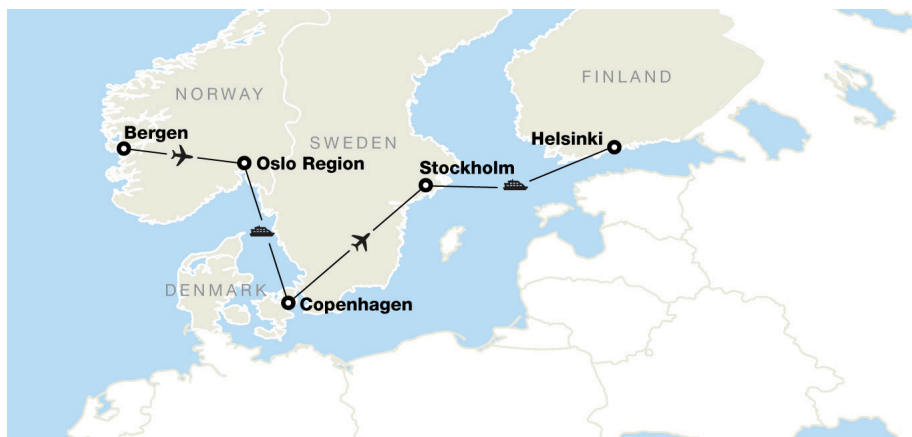 FINLAND
NORWAY
Bergen
SWEDEN
Helsinki
Oslo Region
Stockholm
DENMARK
Copenhagen